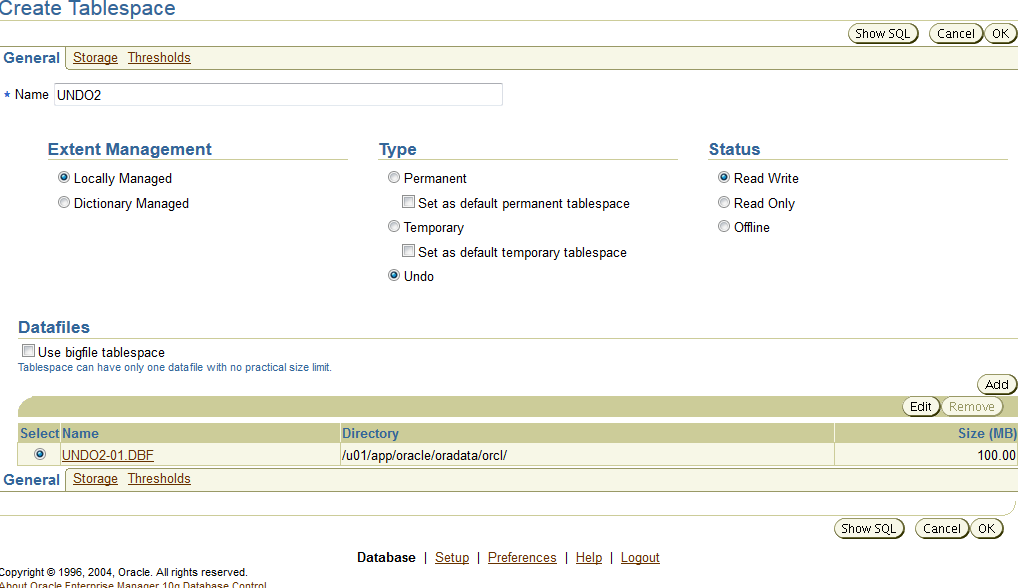 Create Tablespace
Show SQL Cancel OK
General Storage Thresholds
* Name UNDO2
Extent Management Type Status
Locally Managed Permanent Read Write
Set as default permanent tablespace
Dictionary Managed Read Only
Temporary Offline
Set as default temporary tablespace
Undo
Datafiles
Use bigfile tablespace
Tablespace can have only one datafile with no practical size limit.
Add
Edit Remove
Select Name Directory Size (MB)
UNDO2-01.DBF /u01/app/oracle/oradata/orcl/ 100.00
General Storage Thresholds
Show SQL Cancel OK
Database | Setup | Preferences | Help | Logout
Copyright © 1996, 2004, Oracle. All rights reserved.
About Oracle Enterprise Manager 10g Database Control